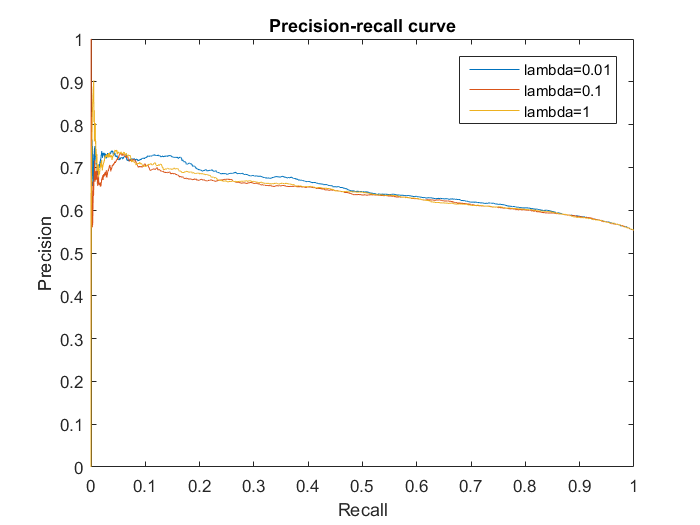 Precision-recall curve
lambda=0.01
lambda=0.1
lambda=1
1
0.9
0.8
0.7
0.6
0.5
0.4
0.3
0.2
0.1
0
Precision
0 0.1 0.2 0.3 0.4 0.5 0.6 0.7 0.8 0.9 1
Recall